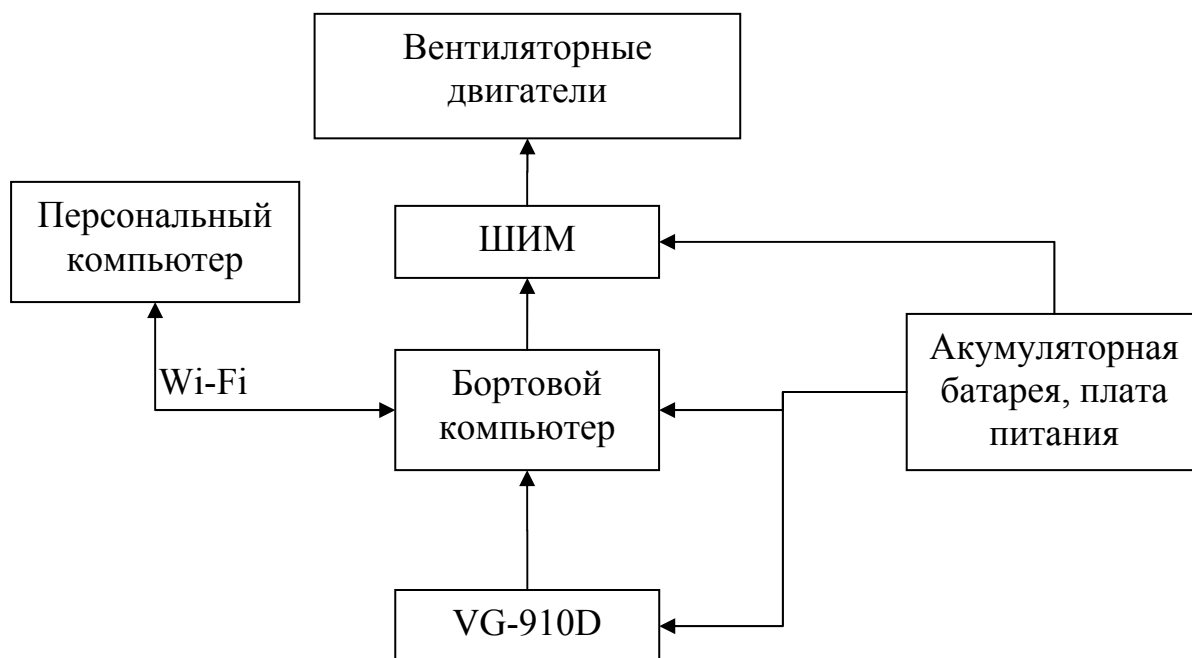 Вентиляторные
двигатели
Персональный
компьютер
ШИМ
Wi-Fi
Бортовой
компьютер
Акумуляторная
батарея, плата
питания
VG-910D